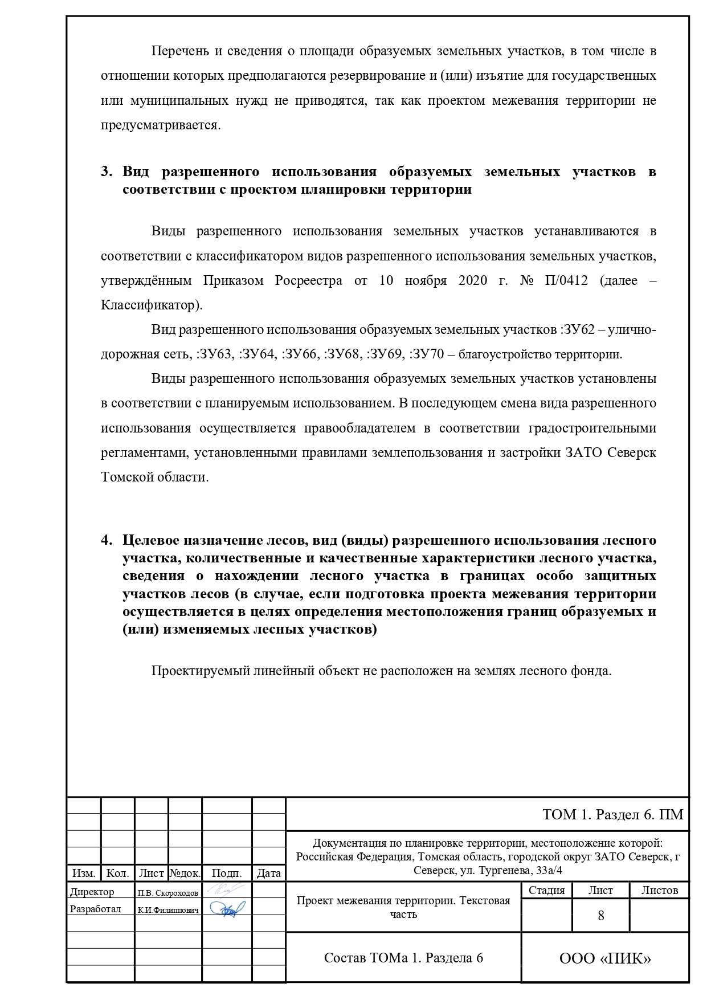 Перечень и сведения о площади образуемых земельных участков, в том числе в
отношении которых предполагаются резервирование и (или) изъятие для государственных
или муниципальных нужд не приводятся, так как проектом межевания территории не
предусматривается.
3. Вид разрешенного использования образуемых земельных участков в
соответствии с проектом планировки территории
Виды разрешенного использования земельных участков устанавливаются в
соответствии с классификатором видов разрешенного использования земельных участков,
утверждённым Приказом Росреестра от 10 ноября 2020 г. № П/0412 (далее –
Классификатор).
Вид разрешенного использования образуемых земельных участков :ЗУ62 – улично-
дорожная сеть, :ЗУ63, :ЗУ64, :ЗУ66, :ЗУ68, :ЗУ69, :ЗУ70 – благоустройство территории.
Виды разрешенного использования образуемых земельных участков установлены
в соответствии с планируемым использованием. В последующем смена вида разрешенного
использования осуществляется правообладателем в соответствии градостроительными
регламентами, установленными правилами землепользования и застройки ЗАТО Северск
Томской области.
4. Целевое назначение лесов, вид (виды) разрешенного использования лесного
участка, количественные и качественные характеристики лесного участка,
сведения о нахождении лесного участка в границах особо защитных
участков лесов (в случае, если подготовка проекта межевания территории
осуществляется в целях определения местоположения границ образуемых и
(или) изменяемых лесных участков)
Проектируемый линейный объект не расположен на землях лесного фонда.
ТОМ 1. Раздел 6. ПМ
Документация по планировке территории, местоположение которой:
Российская Федерация, Томская область, городской округ ЗАТО Северск, г
Северск, ул. Тургенева, 33а/4
Изм. Кол. Лист №док. Подп. Дата
Директор П.В. Скороходов
Разработал К.И.Филиппович
Проект межевания территории. Текстовая
часть
Стадия Лист Листов
8
Состав ТОМа 1. Раздела 6
ООО «ПИК»